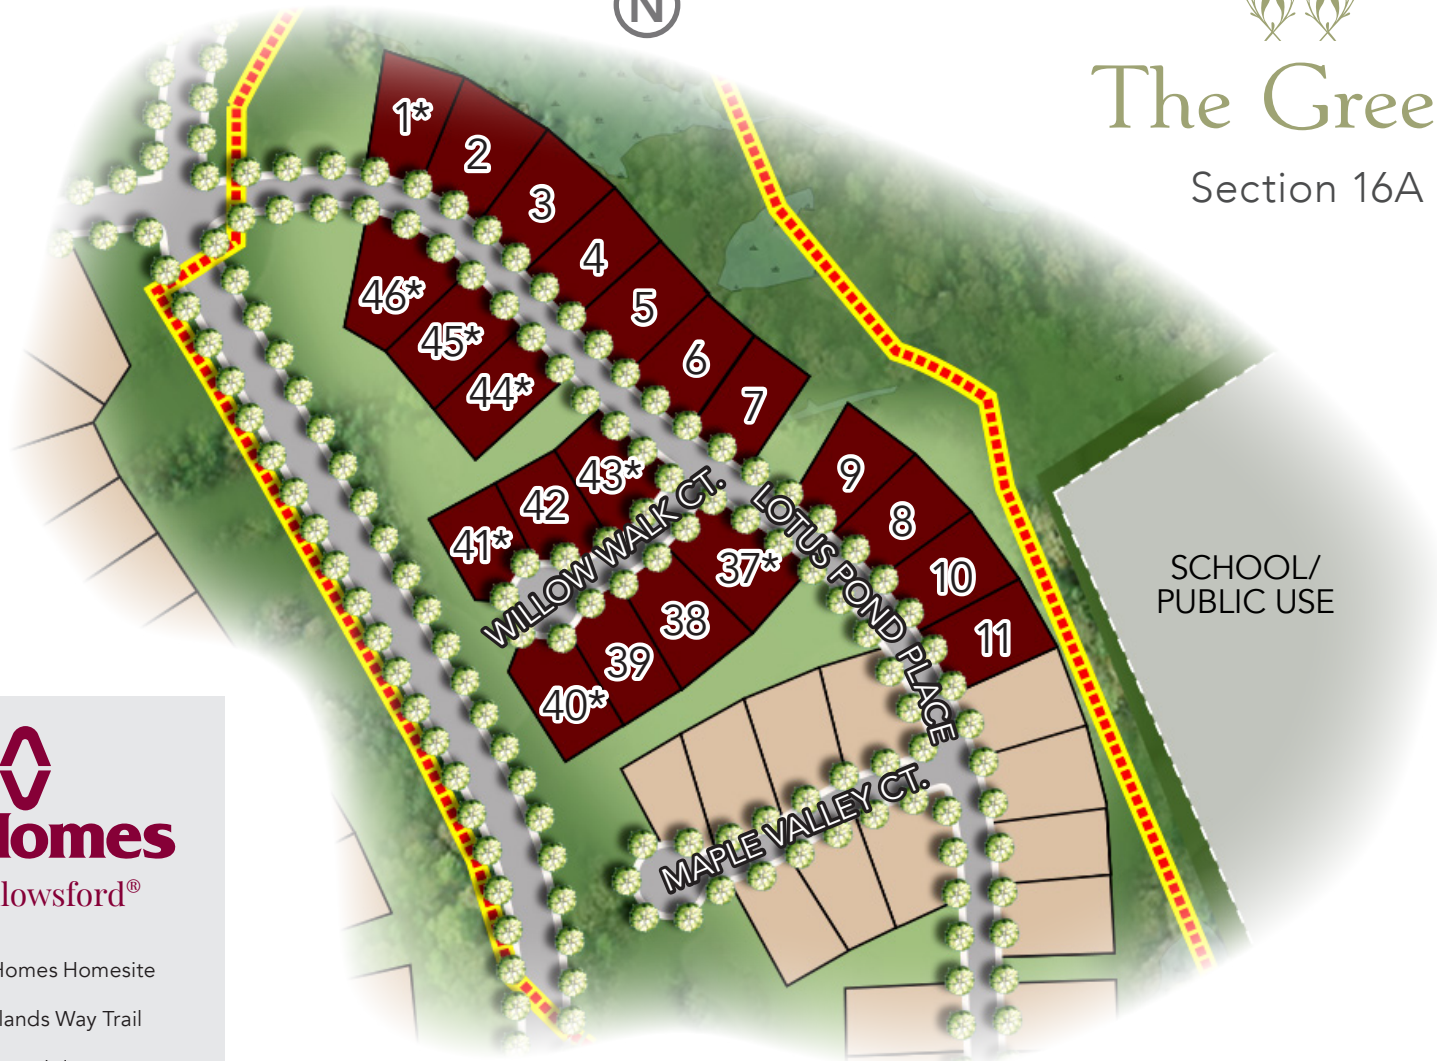 N
The Gree
Section 16A
1*
2
3
4
5
6
7
46*
45*
44*
43*
42
41*
9
8
10
11
37*
38
39
40*
WILLOW WALK CT.
LOTUS POND PLACE
MAPLE VALLEY CT.
SCHOOL/
PUBLIC USE
Homes
lowsford®
Homes Homesite
lands Way Trail